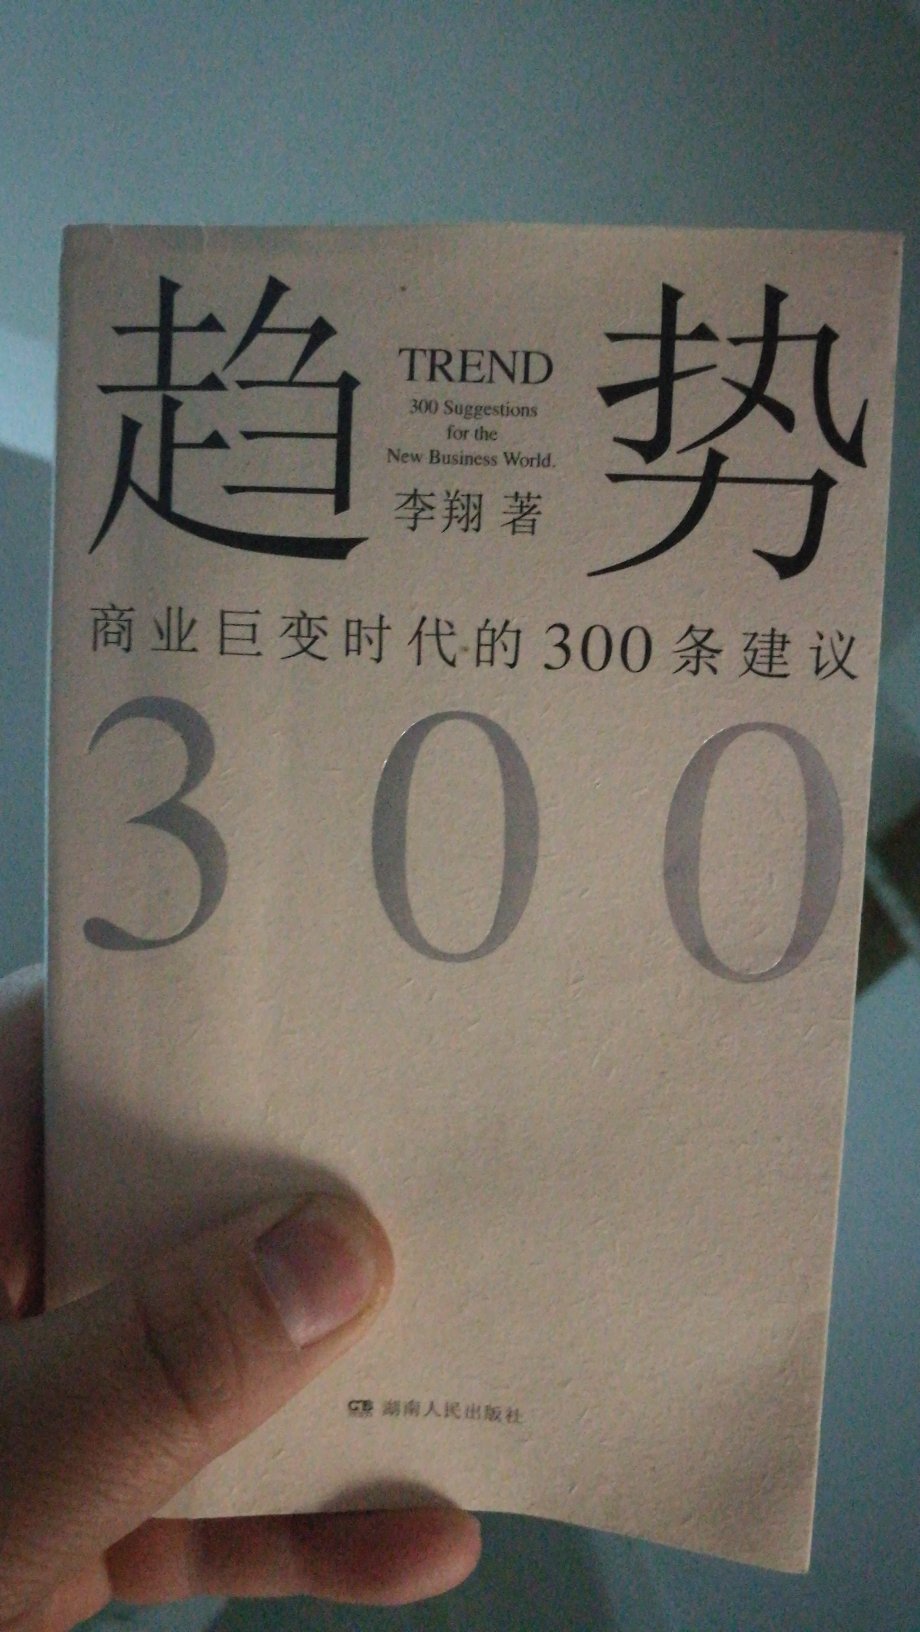 趋势
TREND
300 Suggestions
for the
New Business World.
李翔 著
商业巨变时代的300条建议
300
湖南人民出版社